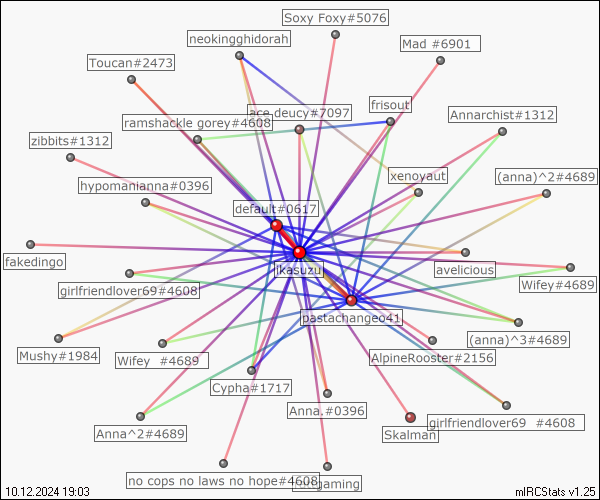 Soxy Foxy#5076
neokingghidorah
Mad #6901
Toucan#2473
ace deucy#7097
frisout
Annarchist#1312
ramshackle gorey#4608
zibbits#1312
xenoyaut
(anna)^2#4689
hypomanianna#0396
default#0617
fakedingo
Ikasuzu
avelicious
Wifey#4689
girlfriendlover69#4608
pastachangeo41
(anna)^3#4689
Mushy#1984
Wifey #4689
AlpineRooster#2156
Cypha#1717
Anna.#0396
Anna^2#4689
Skalman
girlfriendlover69 #4608
no cops no laws no hope#4608
gaming
10.12.2024 19:03
mIRCStats v1.25